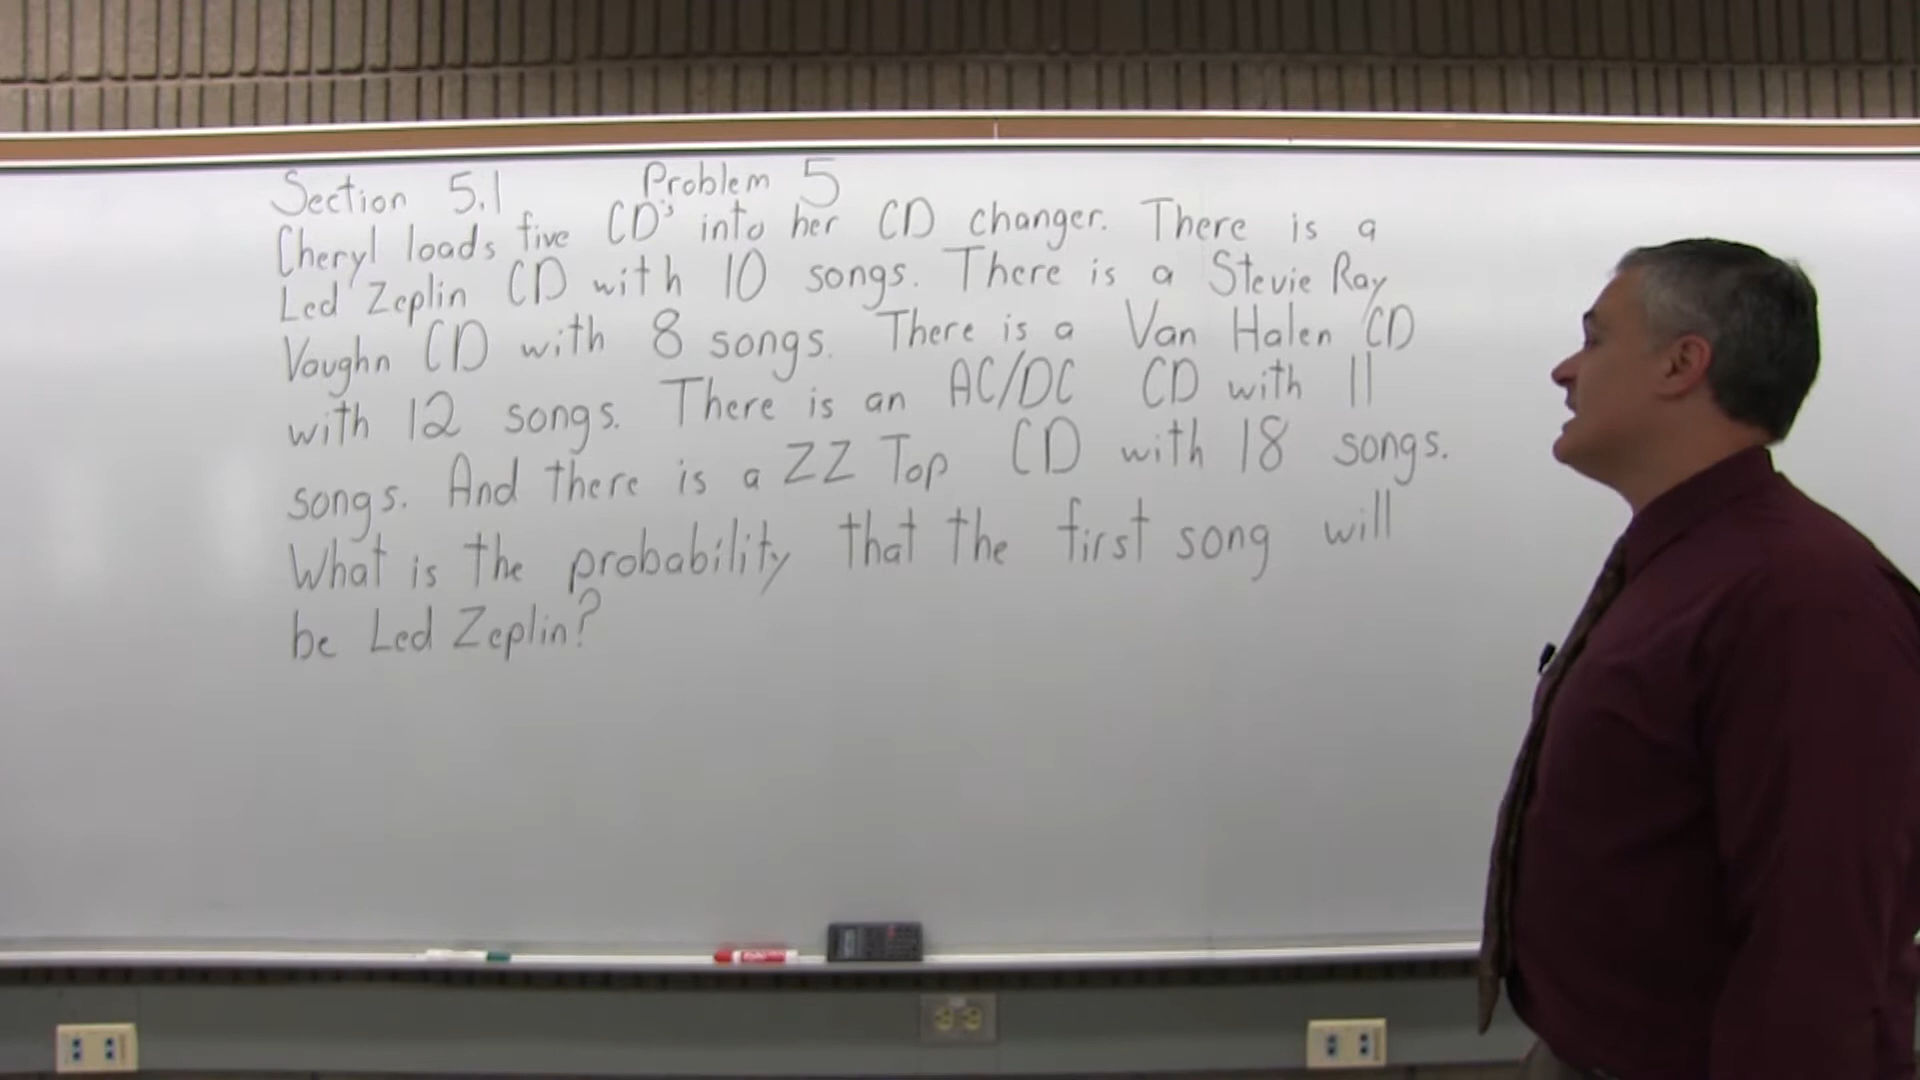 Section 5.1 Problem 5
Cheryl loads five CD's into her CD changer. There is a
Led Zeplin CD with 10 songs. There is a Stevie Ray
Vaughn CD with 8 songs. There is a Van Halen CD
with 12 songs. There is an AC/DC CD with 11
songs. And there is a ZZ Top CD with 18 songs.
What is the probability that the first song will
be Led Zeplin?